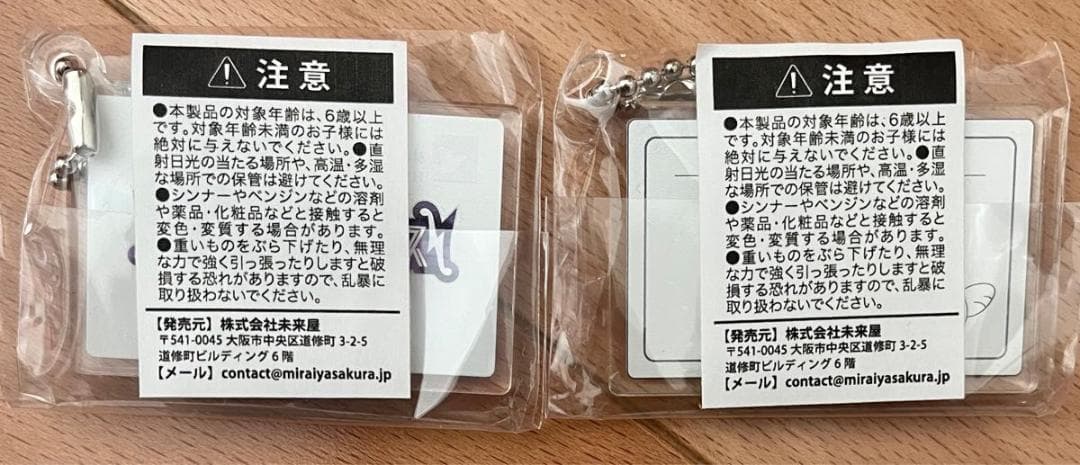 注意
●本製品の対象年齢は、6歳以上
です。対象年齢未満のお子様には
絶対に与えないでください。●直
射日光の当たる場所や、高温・多湿
な場所での保管は避けてください。
●シンナーやベンジンなどの溶剤
や薬品・化粧品などと接触すると
変色・変質する場合があります。
●重いものをぶら下げたり、無理
な力で強く引っ張ったりしますと破
損する恐れがありますので、乱暴に
取り扱わないでください。
【発売元】株式会社未来屋
〒541-0045 大阪市中央区道修町 3-2-5
道修町ビルディング 6 階
【メール】contact@miraiyasakura.jp
注意
●本製品の対象年齢は、6歳以上
です。対象年齢未満のお子様には
絶対に与えないでください。●直
射日光の当たる場所や、高温・多湿
な場所での保管は避けてください。
●シンナーやベンジンなどの溶剤
や薬品・化粧品などと接触すると
変色・変質する場合があります。
●重いものをぶら下げたり、無理
な力で強く引っ張ったりしますと破
損する恐れがありますので、乱暴に
取り扱わないでください。
【発売元】株式会社未来屋
〒541-0045 大阪市中央区道修町 3-2-5
道修町ビルディング 6 階
【メール】contact@miraiyasakura.jp